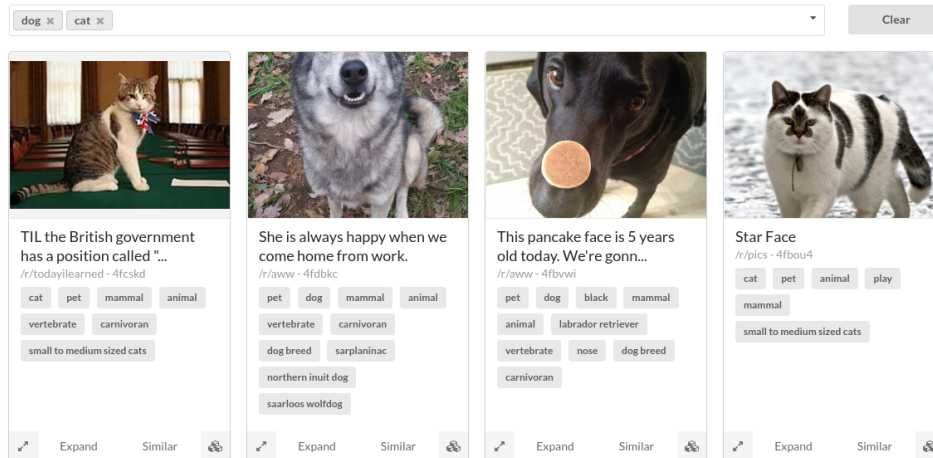 dog ✖ cat ✖
Clear
TIL the British government
has a position called "...
/r/todayilearned - 4fcskd
cat pet mammal animal
vertebrate carnivoran
small to medium sized cats
Expand Similar
She is always happy when we
come home from work.
/r/aww - 4fdbkc
pet dog mammal animal
vertebrate carnivoran
dog breed sarplaninac
northern inuit dog
saarloos wolfdog
Expand Similar
This pancake face is 5 years
old today. We're gonn...
/r/aww - 4fbvwi
pet dog black mammal
animal labrador retriever
vertebrate nose dog breed
carnivoran
Expand Similar
Star Face
/r/pics - 4fbou4
cat pet animal play
mammal
small to medium sized cats
Expand Similar